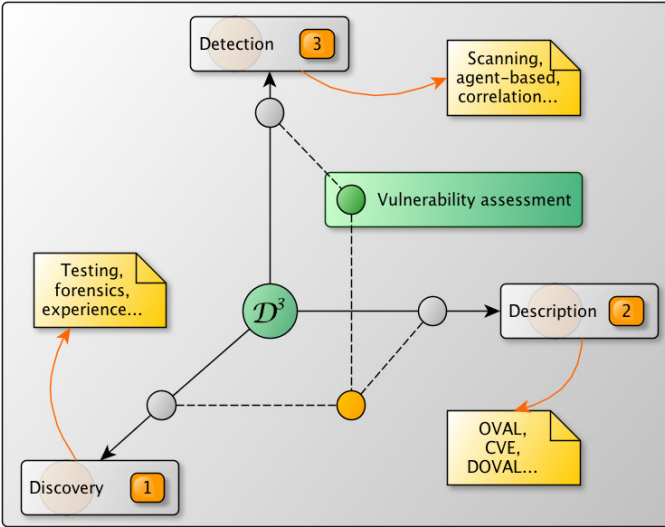 Detection 3
Scanning,
agent-based,
correlation...
Vulnerability assessment
Testing,
forensics,
experience...
D³
Description 2
OVAL,
CVE,
DOVAL...
Discovery 1